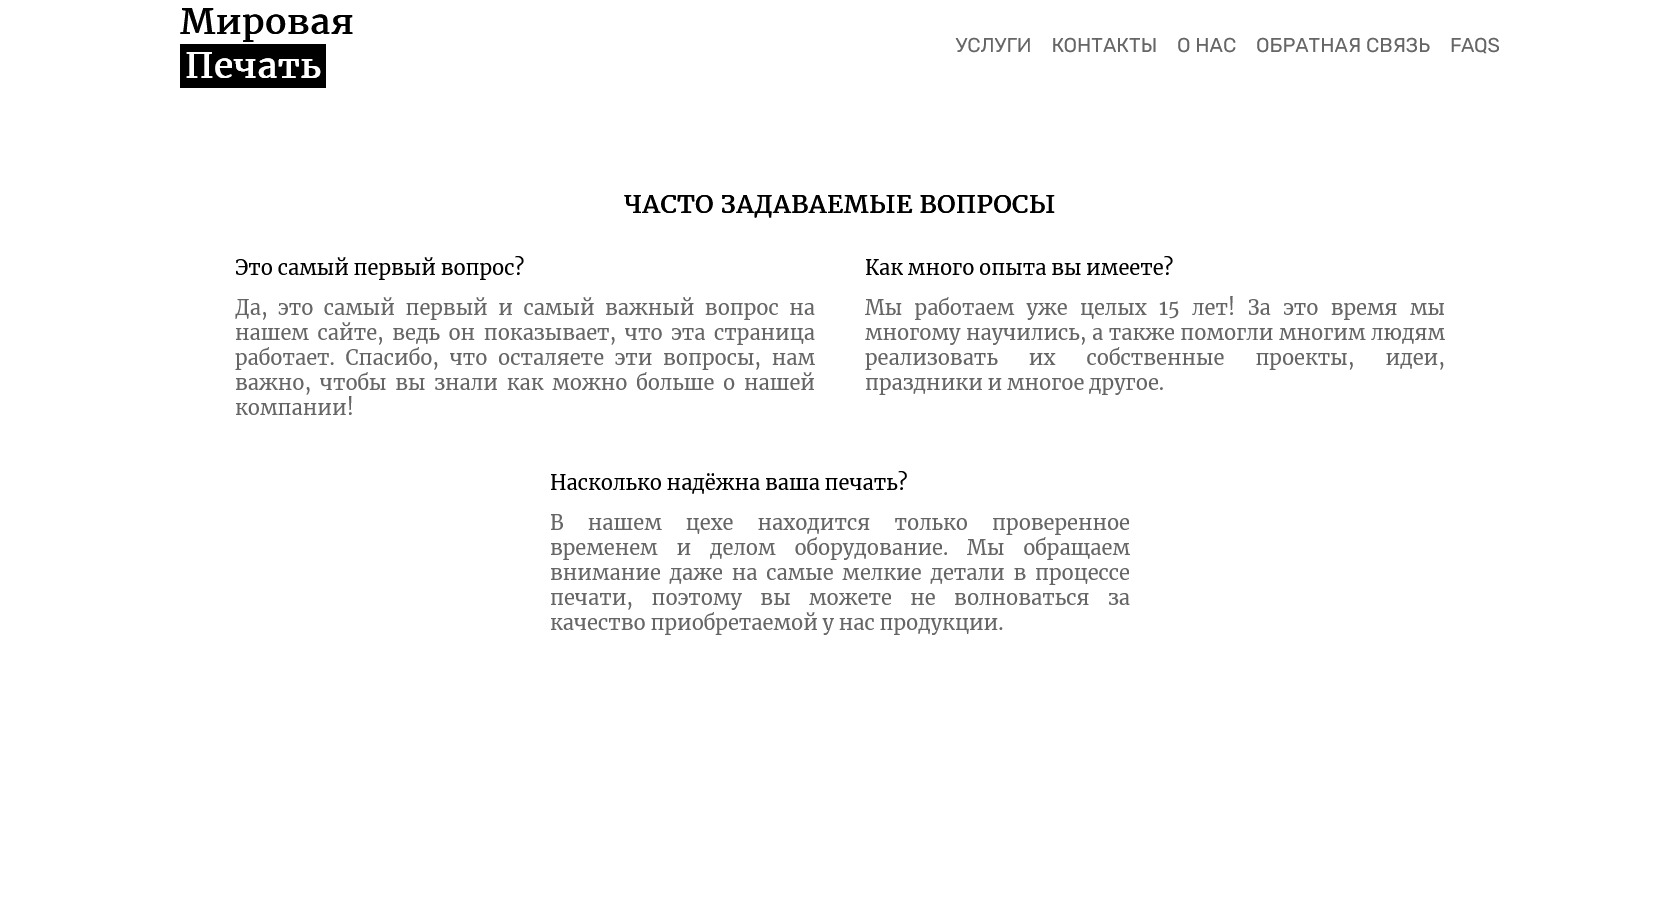 Мировая
Печать
УСЛУГИ КОНТАКТЫ О НАС ОБРАТНАЯ СВЯЗЬ FAQS
ЧАСТО ЗАДАВАЕМЫЕ ВОПРОСЫ
Это самый первый вопрос?
Да, это самый первый и самый важный вопрос на
нашем сайте, ведь он показывает, что эта страница
работает. Спасибо, что осталяете эти вопросы, нам
важно, чтобы вы знали как можно больше о нашей
компании!
Как много опыта вы имеете?
Мы работаем уже целых 15 лет! За это время мы
многому научились, а также помогли многим людям
реализовать их собственные проекты, идеи,
праздники и многое другое.
Насколько надёжна ваша печать?
В нашем цехе находится только проверенное
временем и делом оборудование. Мы обращаем
внимание даже на самые мелкие детали в процессе
печати, поэтому вы можете не волноваться за
качество приобретаемой у нас продукции.